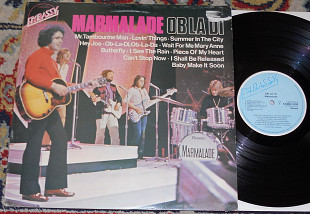 EMBASSY
MARMALADE OBLA DI
Mr. Tambourine Man · Lovin' Things · Summer In The City
Hey Joe · Ob-La-Di,Ob-La-Da · Wait For Me Mary Anne
Butterfly · I See The Rain · Piece Of My Heart
Can't Stop Now · I Shall Be Released
Baby Make It Soon
MARMALADE
EMBASSY